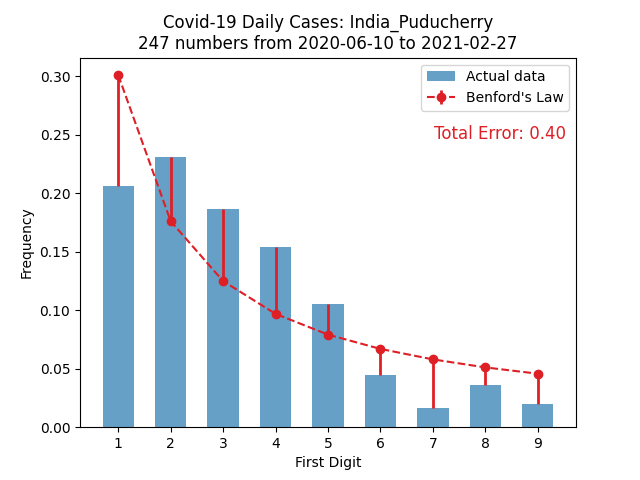 Covid-19 Daily Cases: India_Puducherry
247 numbers from 2020-06-10 to 2021-02-27
Actual data
Benford's Law
Total Error: 0.40
Frequency
0.30
0.25
0.20
0.15
0.10
0.05
0.00
1 2 3 4 5 6 7 8 9
First Digit